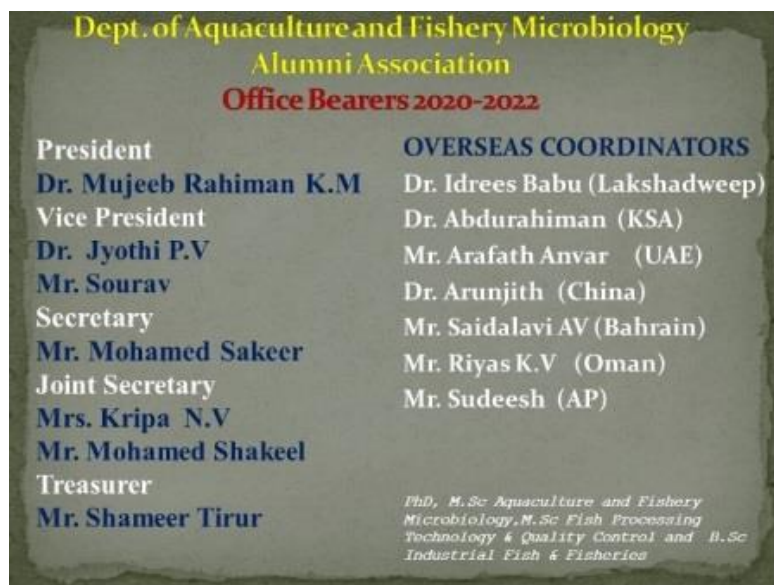 Dept. of Aquaculture and Fishery Microbiology
Alumni Association
Office Bearers 2020-2022
President
Dr. Mujeeb Rahiman K.M
Vice President
Dr. Jyothi P.V
Mr. Sourav
Secretary
Mr. Mohamed Sakeer
Joint Secretary
Mrs. Kripa N.V
Mr. Mohamed Shakeel
Treasurer
Mr. Shameer Tirur
OVERSEAS COORDINATORS
Dr. Idrees Babu (Lakshadweep)
Dr. Abdurahiman (KSA)
Mr. Arafath Anvar (UAE)
Dr. Arunjith (China)
Mr. Saidalavi AV (Bahrain)
Mr. Riyas K.V (Oman)
Mr. Sudeesh (AP)
PhD, M.Sc Aquaculture and Fishery
Microbiology,M.Sc Fish Processing
Technology & Quality Control and B.Sc
Industrial Fish & Fisheries